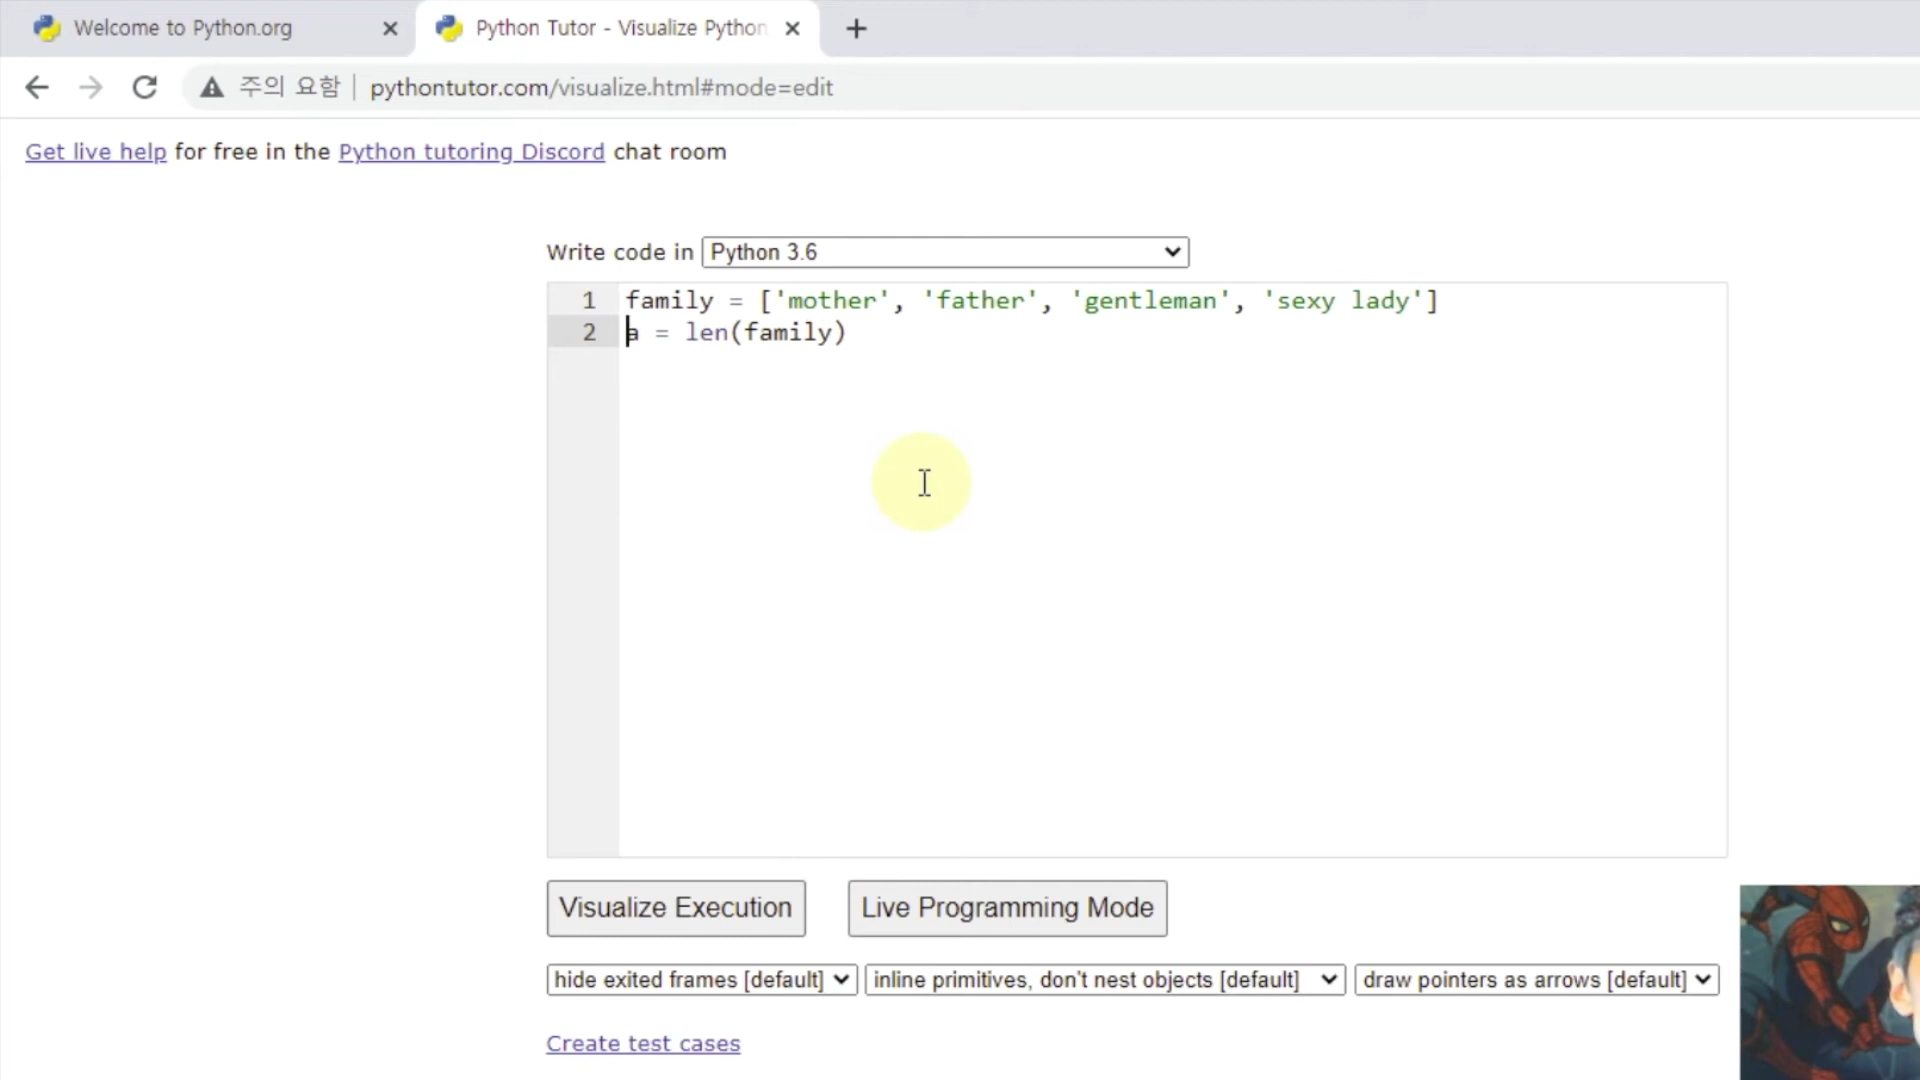 Welcome to Python.org
Python Tutor - Visualize Python
주의 요함 | pythontutor.com/visualize.html#mode=edit
Get live help for free in the Python tutoring Discord chat room
Write code in Python 3.6
1 family = ['mother', 'father', 'gentleman', 'sexy lady']
2 a = len(family)
Visualize Execution Live Programming Mode
hide exited frames [default] inline primitives, don't nest objects [default] draw pointers as arrows [default]
Create test cases